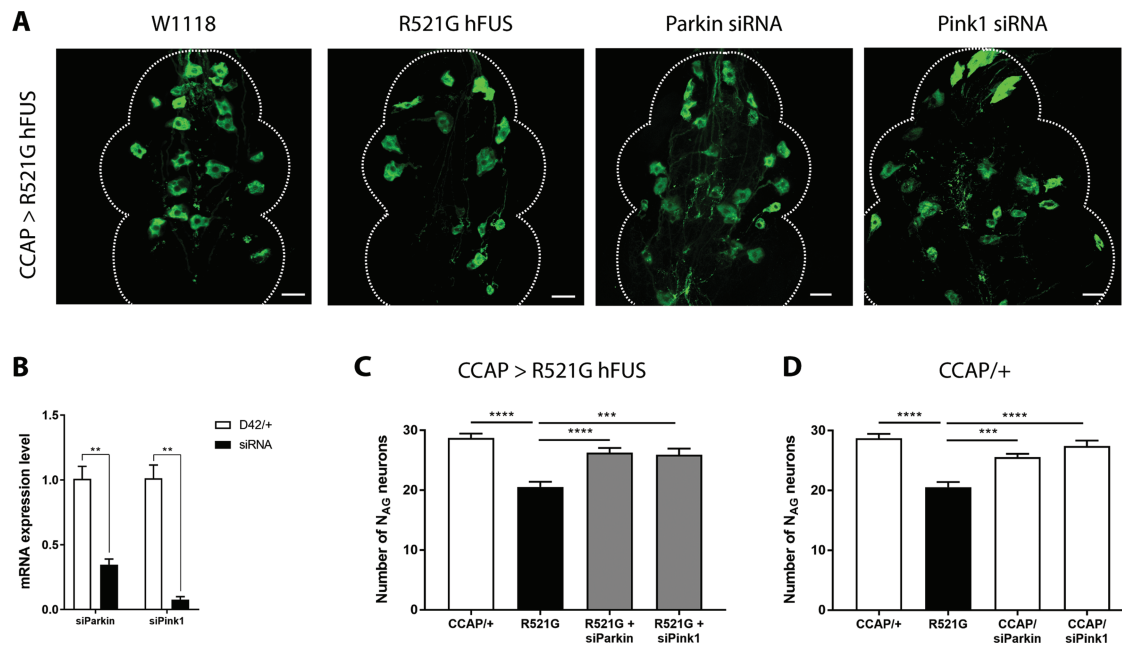 A
W1118
R521G hFUS
Parkin siRNA
Pink1 siRNA
CCAP > R521G hFUS
B
mRNA expression level
1.5
1.0
0.5
0.0
**
**
D42/+
siRNA
siParkin
siPink1
C
CCAP > R521G hFUS
Number of NAG neurons
30
20
10
0
****
***
****
CCAP/+
R521G
R521G +
siParkin
R521G +
siPink1
D
CCAP/+
Number of NAG neurons
30
20
10
0
****
****
***
CCAP/+
R521G
CCAP/
siParkin
CCAP/
siPink1